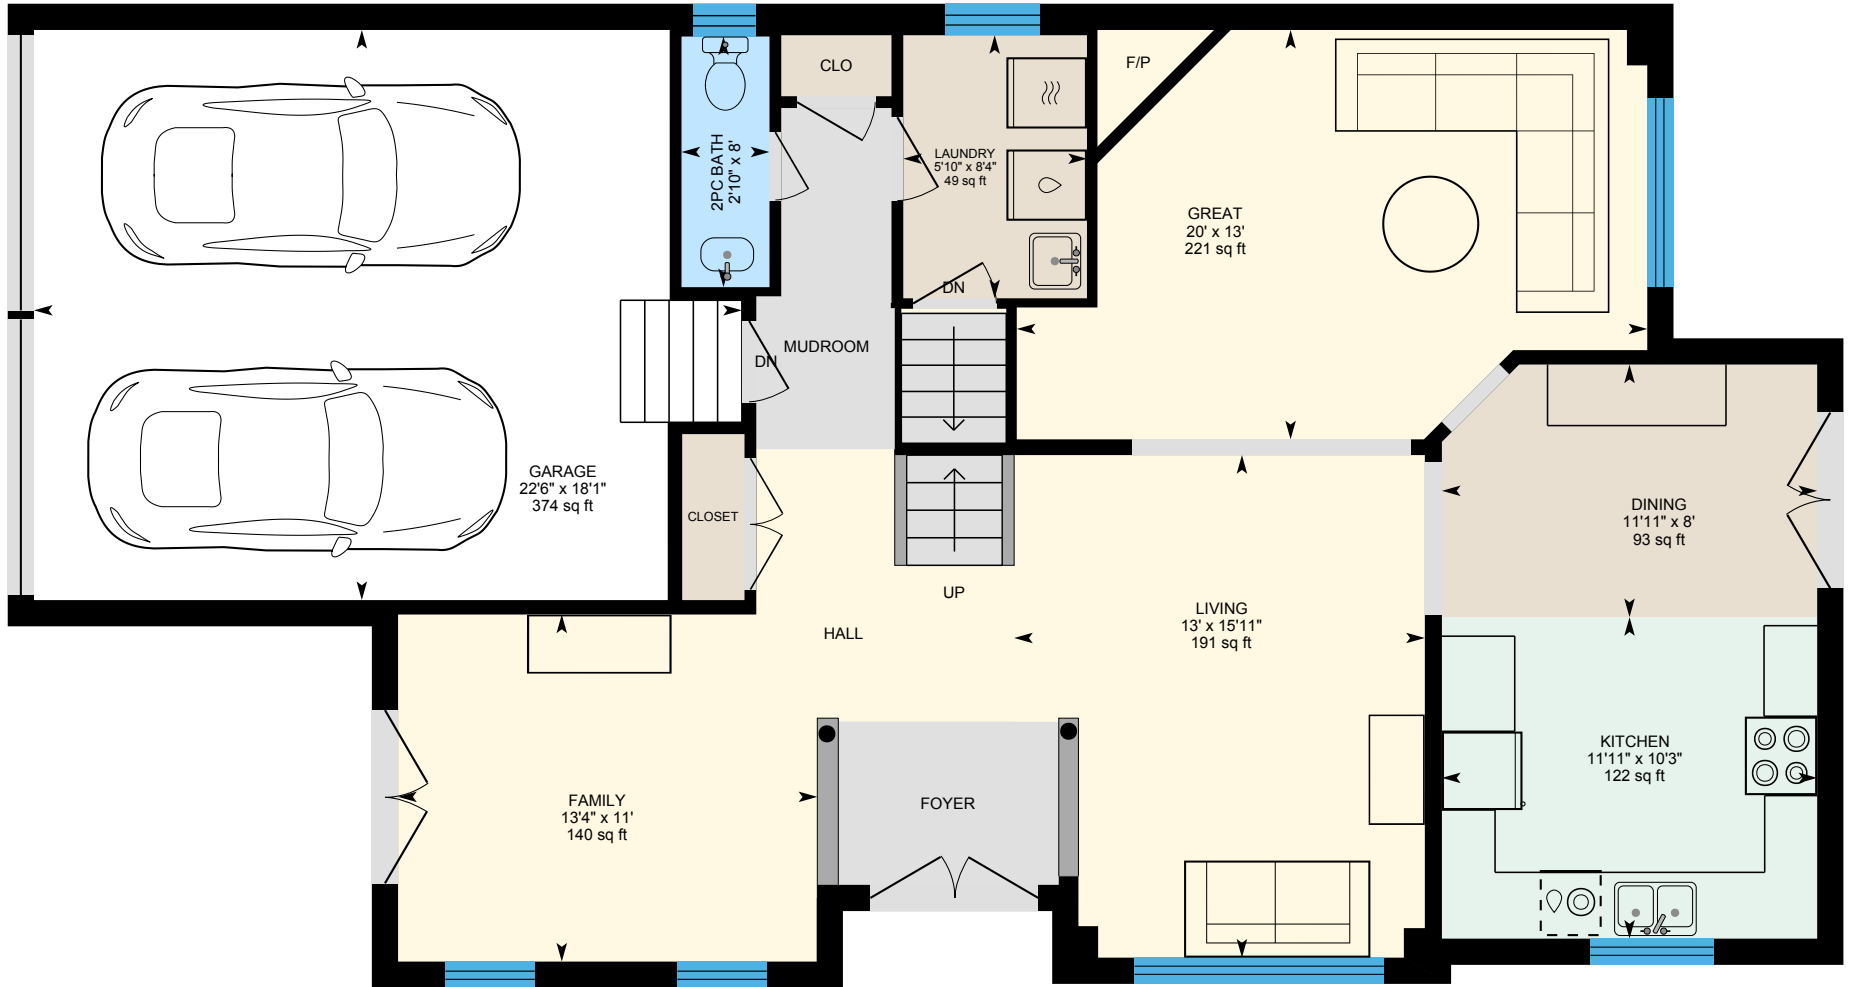 CLO
F/P
2PC BATH
2'10" x 8'
LAUNDRY
5'10" x 8'4"
49 sq ft
GREAT
20' x 13'
221 sq ft
DN
MUDROOM
DN
GARAGE
22'6" x 18'1"
374 sq ft
CLOSET
DINING
11'11" x 8'
93 sq ft
UP
HALL
LIVING
13' x 15'11"
191 sq ft
KITCHEN
11'11" x 10'3"
122 sq ft
FAMILY
13'4" x 11'
140 sq ft
FOYER